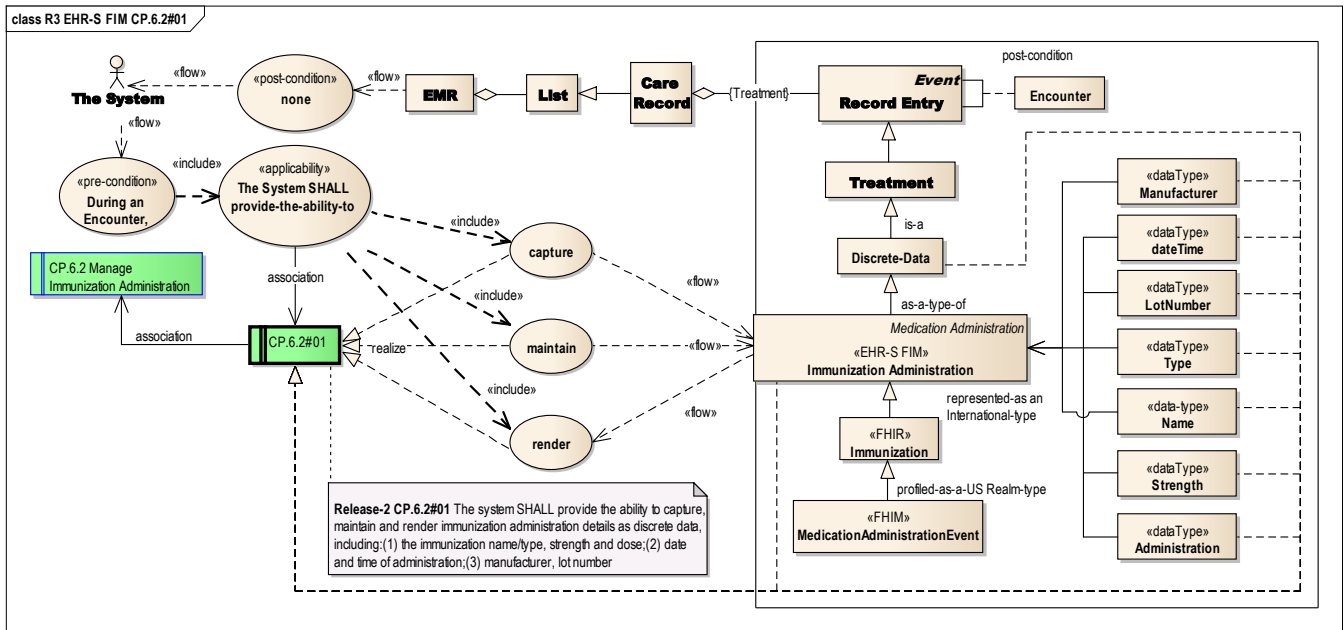 class R3 EHR-S FIM CP.6.2#01
The System
«flow»
«post-condition»
none
«flow»
EMR
List
Care
Record
{Treatment}
Event
Record Entry
post-condition
Encounter
«flow»
«pre-condition»
During an
Encounter,
«include»
«applicability»
The System SHALL
provide-the-ability-to
Treatment
is-a
Discrete-Data
as-a-type-of
«dataType»
Manufacturer
«dataType»
dateTime
«dataType»
LotNumber
«dataType»
Type
«data-type»
Name
«dataType»
Strength
«dataType»
Administration
CP.6.2 Manage
Immunization Administration
association
association
CP.6.2#01
realize
«include»
capture
«include»
maintain
«include»
render
«flow»
«flow»
«flow»
Medication Administration
«EHR-S FIM»
Immunization Administration
represented-as an
International-type
«FHIR»
Immunization
profiled-as-a-US Realm-type
«FHIM»
MedicationAdministrationEvent
Release-2 CP.6.2#01 The system SHALL provide the ability to capture,
maintain and render immunization administration details as discrete data,
including:(1) the immunization name/type, strength and dose;(2) date
and time of administration;(3) manufacturer, lot number